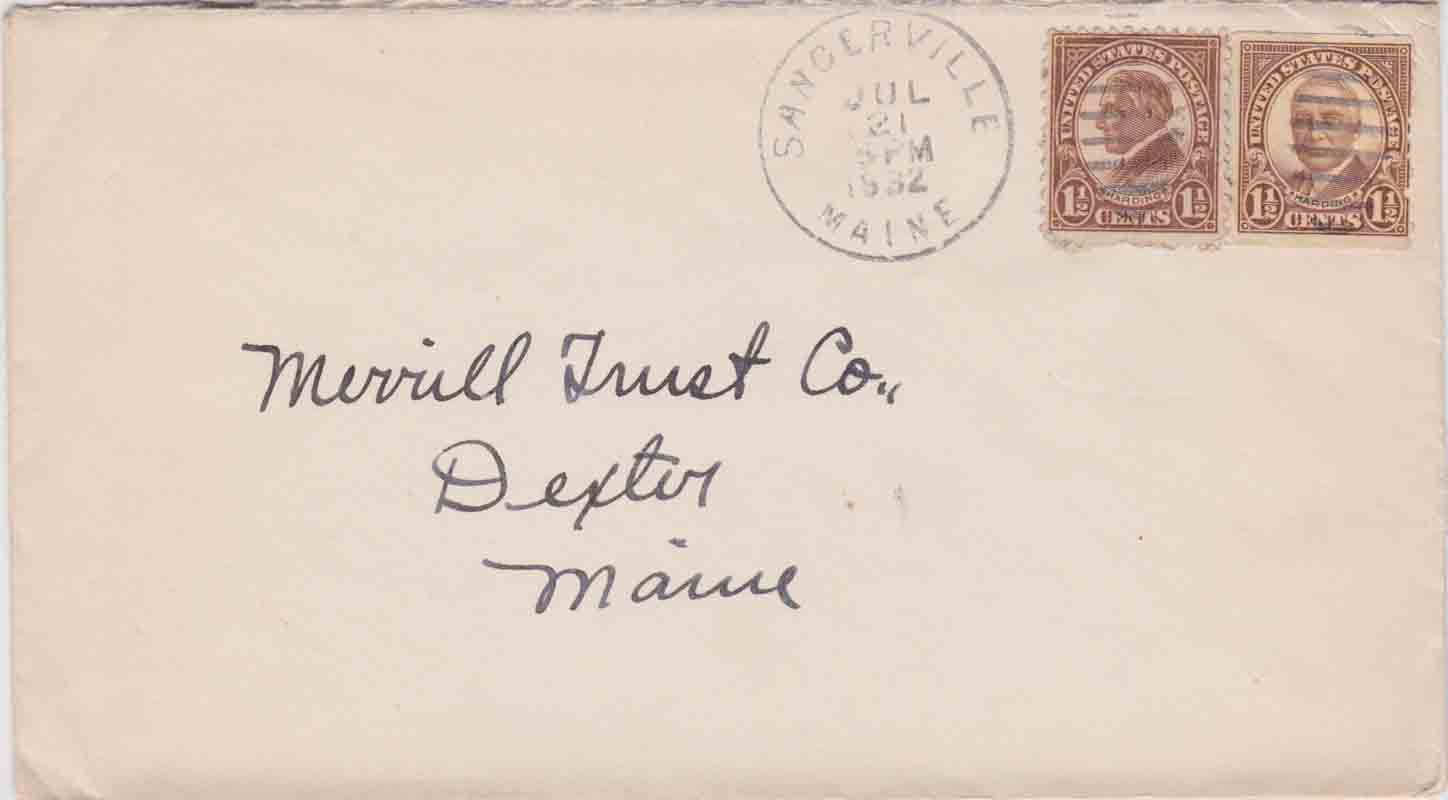 SANGERVILLE
JUL
21
PM
1932
MAINE
UNITED STATES POSTAGE
HARDING
1½ CENTS 1½
UNITED STATES POSTAGE
HARDING
1½ CENTS 1½
Merrill Trust Co.,
Dexter
Maine